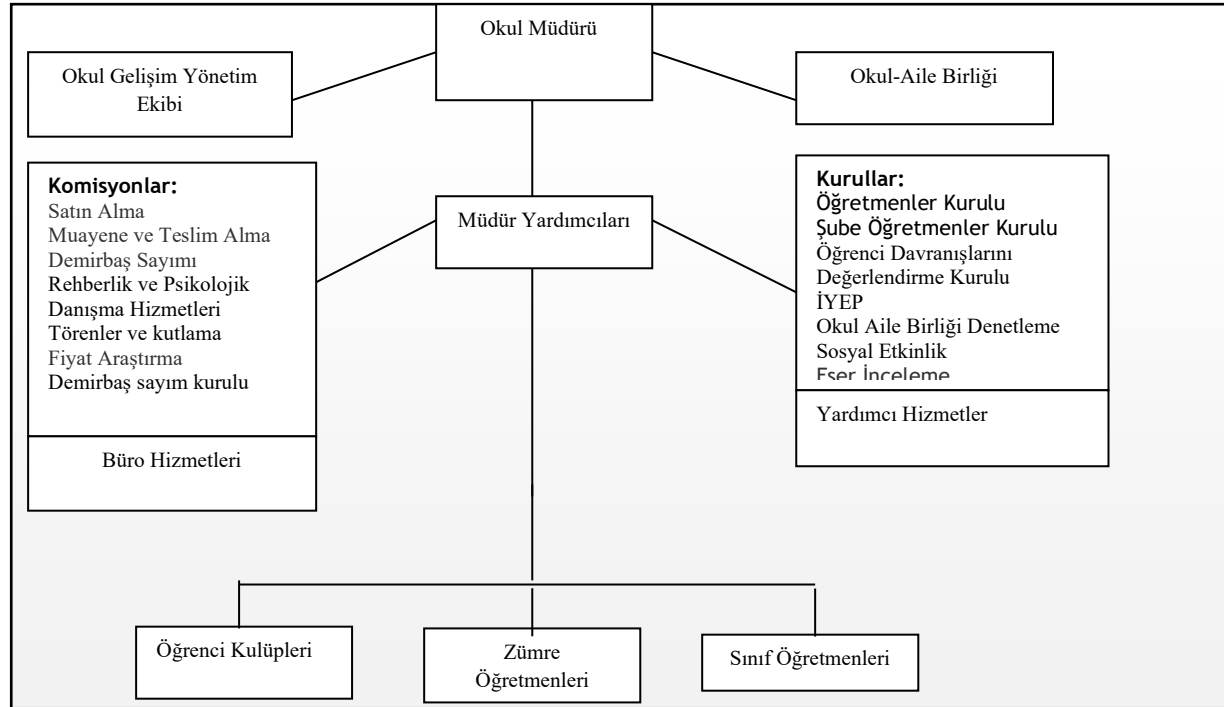 Okul Müdürü
Okul Gelişim Yönetim
Ekibi
Okul-Aile Birliği
Komisyonlar:
Satın Alma
Muayene ve Teslim Alma
Demirbaş Sayımı
Rehberlik ve Psikolojik
Danışma Hizmetleri
Törenler ve kutlama
Fiyat Araştırma
Demirbaş sayım kurulu
Büro Hizmetleri
Müdür Yardımcıları
Kurullar:
Öğretmenler Kurulu
Şube Öğretmenler Kurulu
Öğrenci Davranışlarını
Değerlendirme Kurulu
İYEP
Okul Aile Birliği Denetleme
Sosyal Etkinlik
Eser İnceleme
Yardımcı Hizmetler
Öğrenci Kulüpleri
Zümre
Öğretmenleri
Sınıf Öğretmenleri